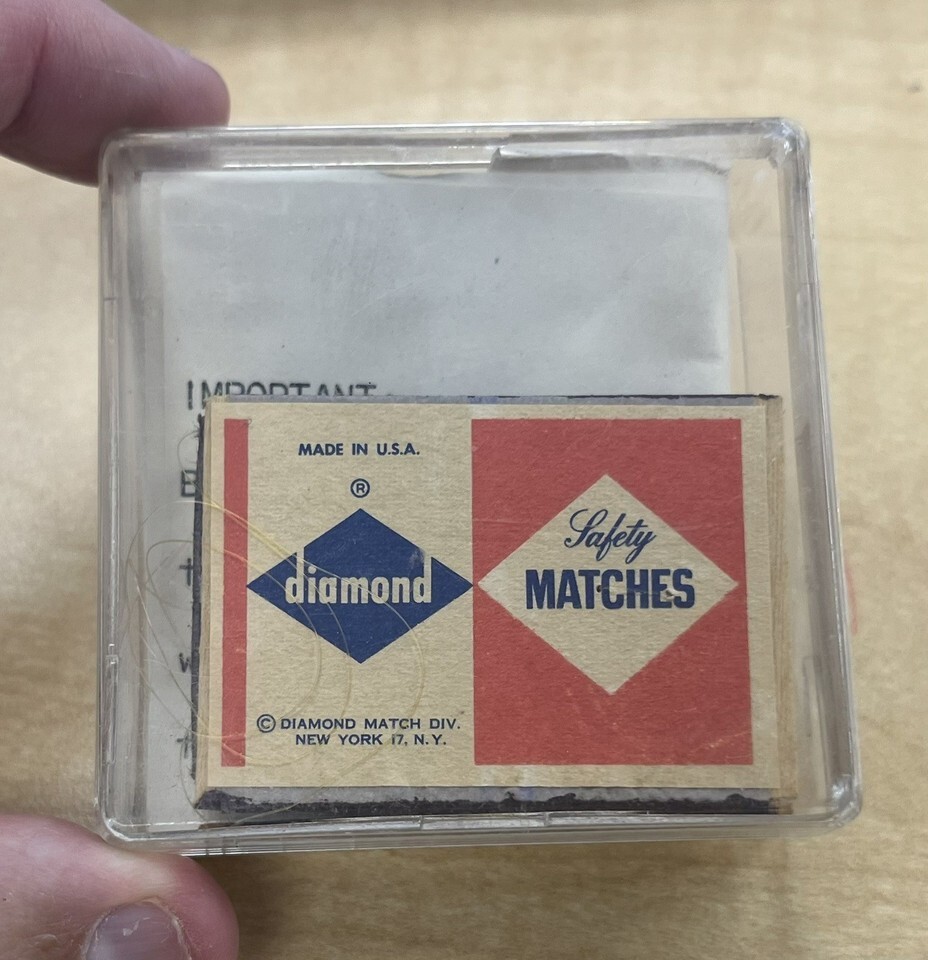 IMPORTANT
MADE IN U.S.A.
®
diamond
© DIAMOND MATCH DIV.
NEW YORK 17, N.Y.
Safety
MATCHES